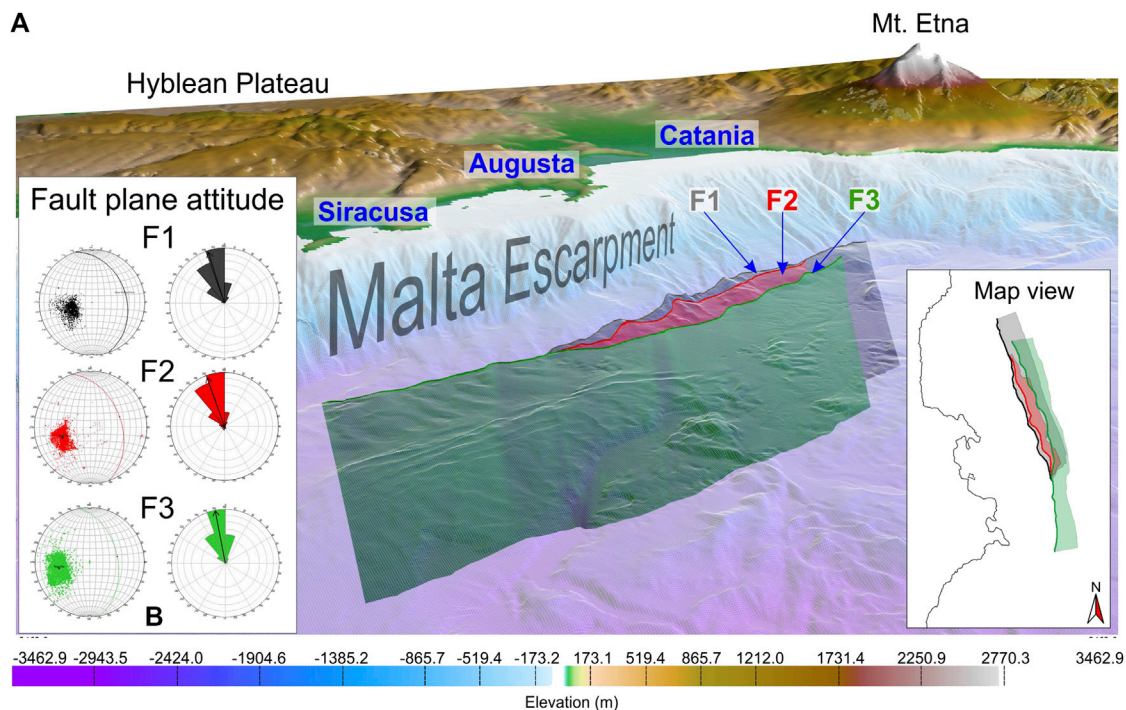 A
Mt. Etna
Hyblean Plateau
Catania
Augusta
Siracusa
F1 F2 F3
Malta Escarpment
Fault plane attitude
F1
F2
F3
B
Map view
N
-3462.9 -2943.5 -2424.0 -1904.6 -1385.2 -865.7 -519.4 -173.2 173.1 519.4 865.7 1212.0 1731.4 2250.9 2770.3 3462.9
Elevation (m)